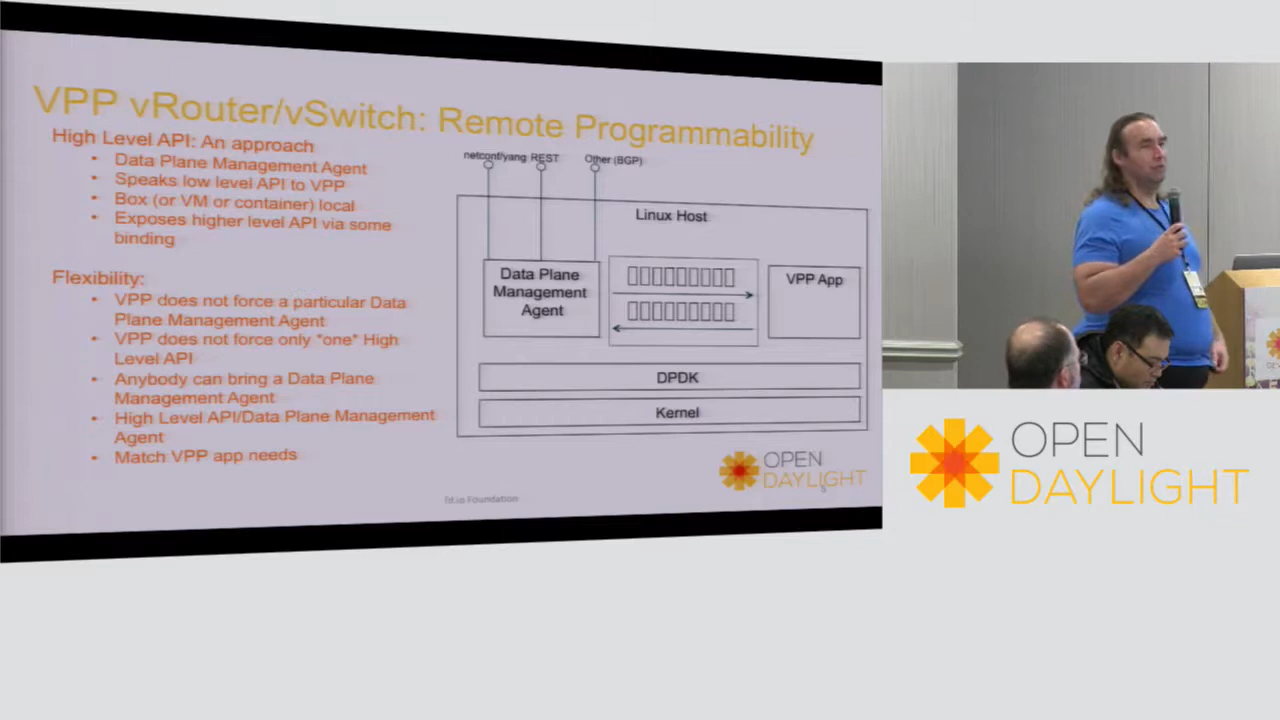 VPP vRouter/vSwitch: Remote Programmability
High Level API: An approach
• Data Plane Management Agent
• Speaks low level API to VPP
• Box (or VM or container) local
• Exposes higher level API via some
binding
Flexibility:
• VPP does not force a particular Data
Plane Management Agent
• VPP does not force only *one* High
Level API
• Anybody can bring a Data Plane
Management Agent
• High Level API/Data Plane Management
Agent
• Match VPP app needs
netconf/yang REST
Other (BGP)
Linux Host
Data Plane
Management
Agent
VPP App
DPDK
Kernel
OPEN
DAYLIGHT
5
fd.io Foundation
OPEN
DAYLIGHT